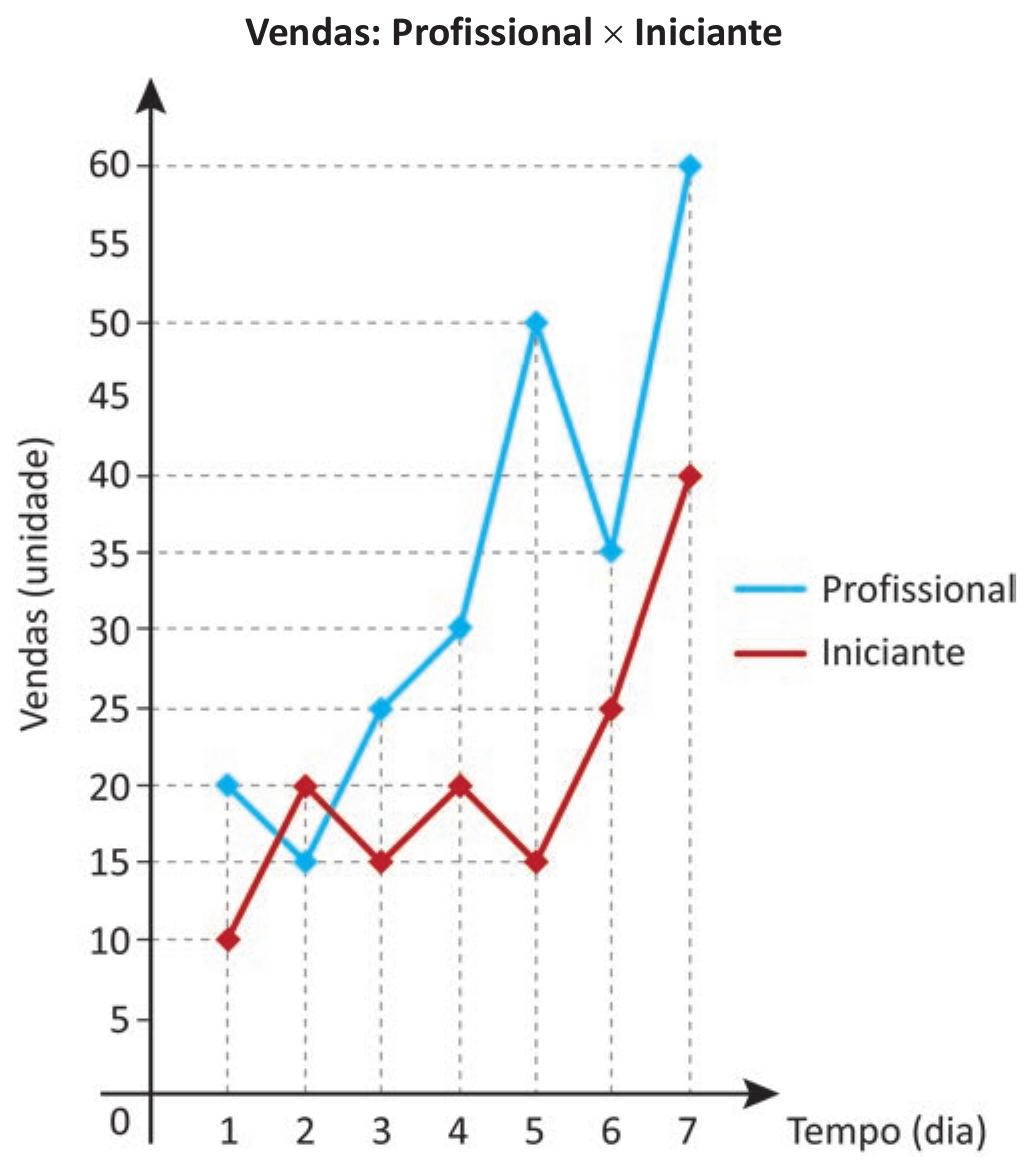 Vendas: Profissional × Iniciante
Vendas (unidade)
60
55
50
45
40
35
30
25
20
15
10
5
0
1 2 3 4 5 6 7
Tempo (dia)
Profissional
Iniciante